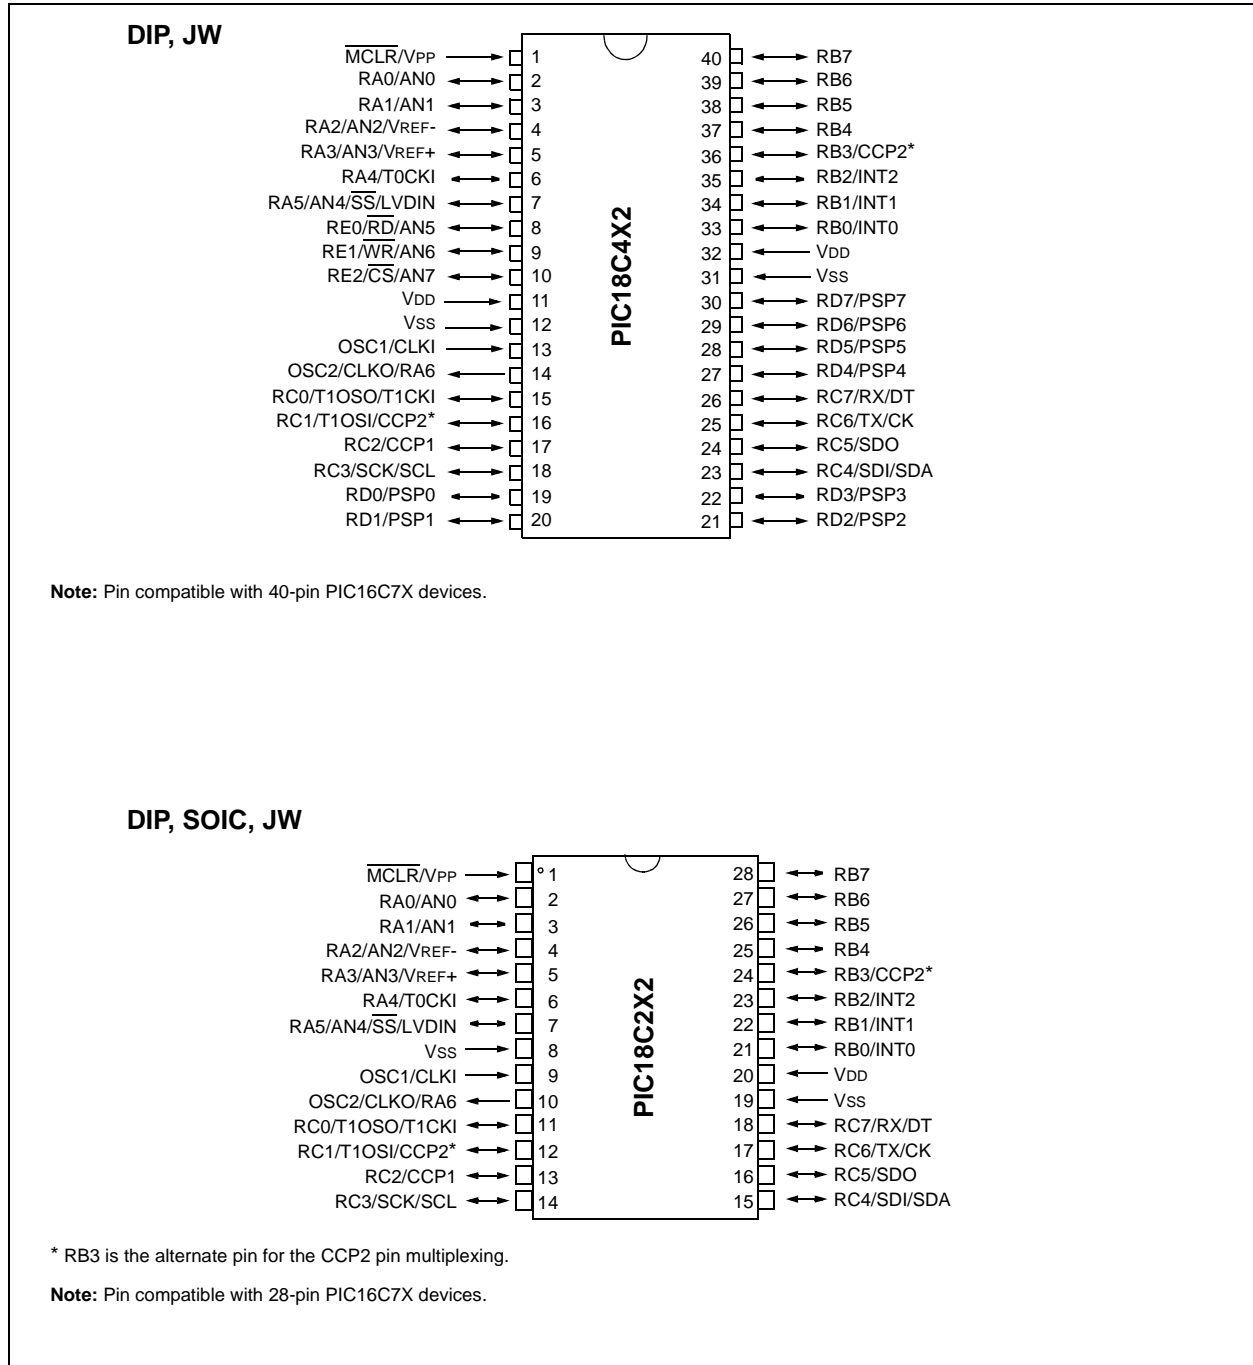 DIP, JW
MCLR/VPP 1 40 RB7
RA0/AN0 2 39 RB6
RA1/AN1 3 38 RB5
RA2/AN2/VREF- 4 37 RB4
RA3/AN3/VREF+ 5 36 RB3/CCP2*
RA4/T0CKI 6 35 RB2/INT2
RA5/AN4/SS/LVDIN 7 34 RB1/INT1
RE0/RD/AN5 8 33 RB0/INT0
RE1/WR/AN6 9 32 VDD
RE2/CS/AN7 10 31 VSS
VDD 11 30 RD7/PSP7
VSS 12 29 RD6/PSP6
OSC1/CLKI 13 28 RD5/PSP5
OSC2/CLKO/RA6 14 27 RD4/PSP4
RC0/T1OSO/T1CKI 15 26 RC7/RX/DT
RC1/T1OSI/CCP2* 16 25 RC6/TX/CK
RC2/CCP1 17 24 RC5/SDO
RC3/SCK/SCL 18 23 RC4/SDI/SDA
RD0/PSP0 19 22 RD3/PSP3
RD1/PSP1 20 21 RD2/PSP2
PIC18C4X2
Note: Pin compatible with 40-pin PIC16C7X devices.
DIP, SOIC, JW
MCLR/VPP 1 28 RB7
RA0/AN0 2 27 RB6
RA1/AN1 3 26 RB5
RA2/AN2/VREF- 4 25 RB4
RA3/AN3/VREF+ 5 24 RB3/CCP2*
RA4/T0CKI 6 23 RB2/INT2
RA5/AN4/SS/LVDIN 7 22 RB1/INT1
VSS 8 21 RB0/INT0
OSC1/CLKI 9 20 VDD
OSC2/CLKO/RA6 10 19 VSS
RC0/T1OSO/T1CKI 11 18 RC7/RX/DT
RC1/T1OSI/CCP2* 12 17 RC6/TX/CK
RC2/CCP1 13 16 RC5/SDO
RC3/SCK/SCL 14 15 RC4/SDI/SDA
PIC18C2X2
* RB3 is the alternate pin for the CCP2 pin multiplexing.
Note: Pin compatible with 28-pin PIC16C7X devices.